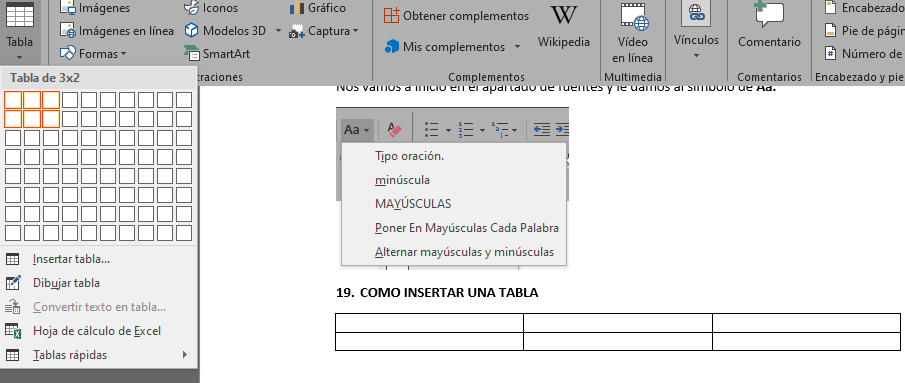 Tabla
Imágenes
Imágenes en línea
Formas
Iconos
Modelos 3D
SmartArt
Gráfico
Captura
Obtener complementos
Mis complementos
Complementos
Wikipedia
Vídeo
en línea
Multimedia
Vínculos
Comentario
Comentarios
Encabezado
Pie de págin
Número de
Encabezado y pie
Tabla de 3x2
Insertar tabla...
Dibujar tabla
Convertir texto en tabla...
Hoja de cálculo de Excel
Tablas rápidas
traciones
Nos vamos a inicio en el apartado de fuentes y le damos al símbolo de Aa.
Aa
Tipo oración.
minúscula
MAYÚSCULAS
Poner En Mayúsculas Cada Palabra
Alternar mayúsculas y minúsculas
19. COMO INSERTAR UNA TABLA